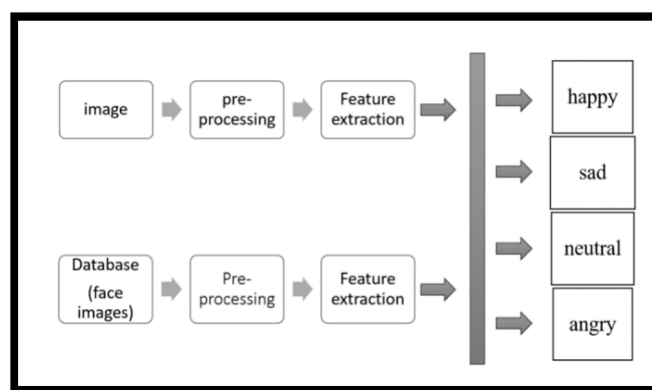 image
pre-
processing
Feature
extraction
happy
sad
Database
(face
images)
Pre-
processing
Feature
extraction
neutral
angry